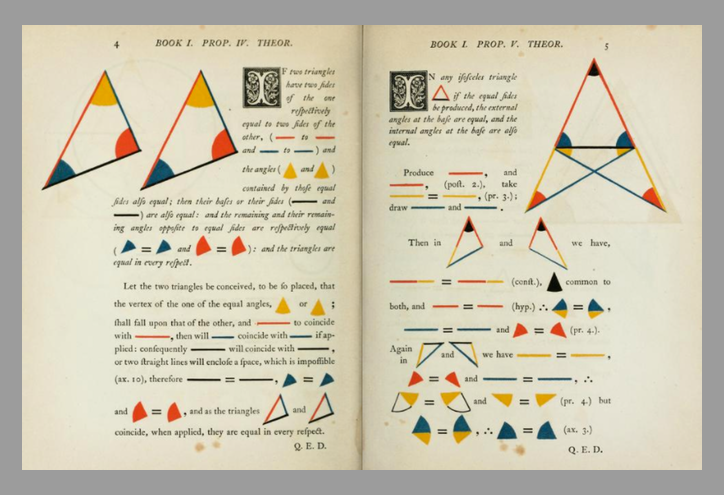 4 BOOK I. PROP. IV. THEOR.
IF two triangles
have two ſides
of the one
reſpectively
equal to two ſides of the
other, ( to )
and to ) and
the angles ( and )
contained by thoſe equal
ſides alſo equal; then their baſes or their ſides ( and
) are alſo equal: and the remaining and their remain-
ing angles oppoſite to equal ſides are reſpectively equal
( = and = ): and the triangles are
equal in every reſpect.
Let the two triangles be conceived, to be ſo placed, that
the vertex of the one of the equal angles, or ;
ſhall fall upon that of the other, and to coincide
with , then will coincide with if ap-
plied: conſequently will coincide with ,
or two ſtraight lines will encloſe a ſpace, which is impoſſible
(ax. 10), therefore = , =
and = , and as the triangles and
coincide, when applied, they are equal in every reſpect.
Q. E. D.
BOOK I. PROP. V. THEOR. 5
IN any iſoſceles triangle
if the equal ſides
be produced, the external
angles at the baſe are equal, and the
internal angles at the baſe are alſo
equal.
Produce , and
, (poſt. 2.), take
= , (pr. 3.);
draw and .
Then in and we have,
= (conſt.), common to
both, and = (hyp.) ∴ = ,
= and = (pr. 4.).
Again
in and we have = ,
= and = , ∴
= and = (pr. 4.) but
= , ∴ = (ax. 3.)
Q. E. D.